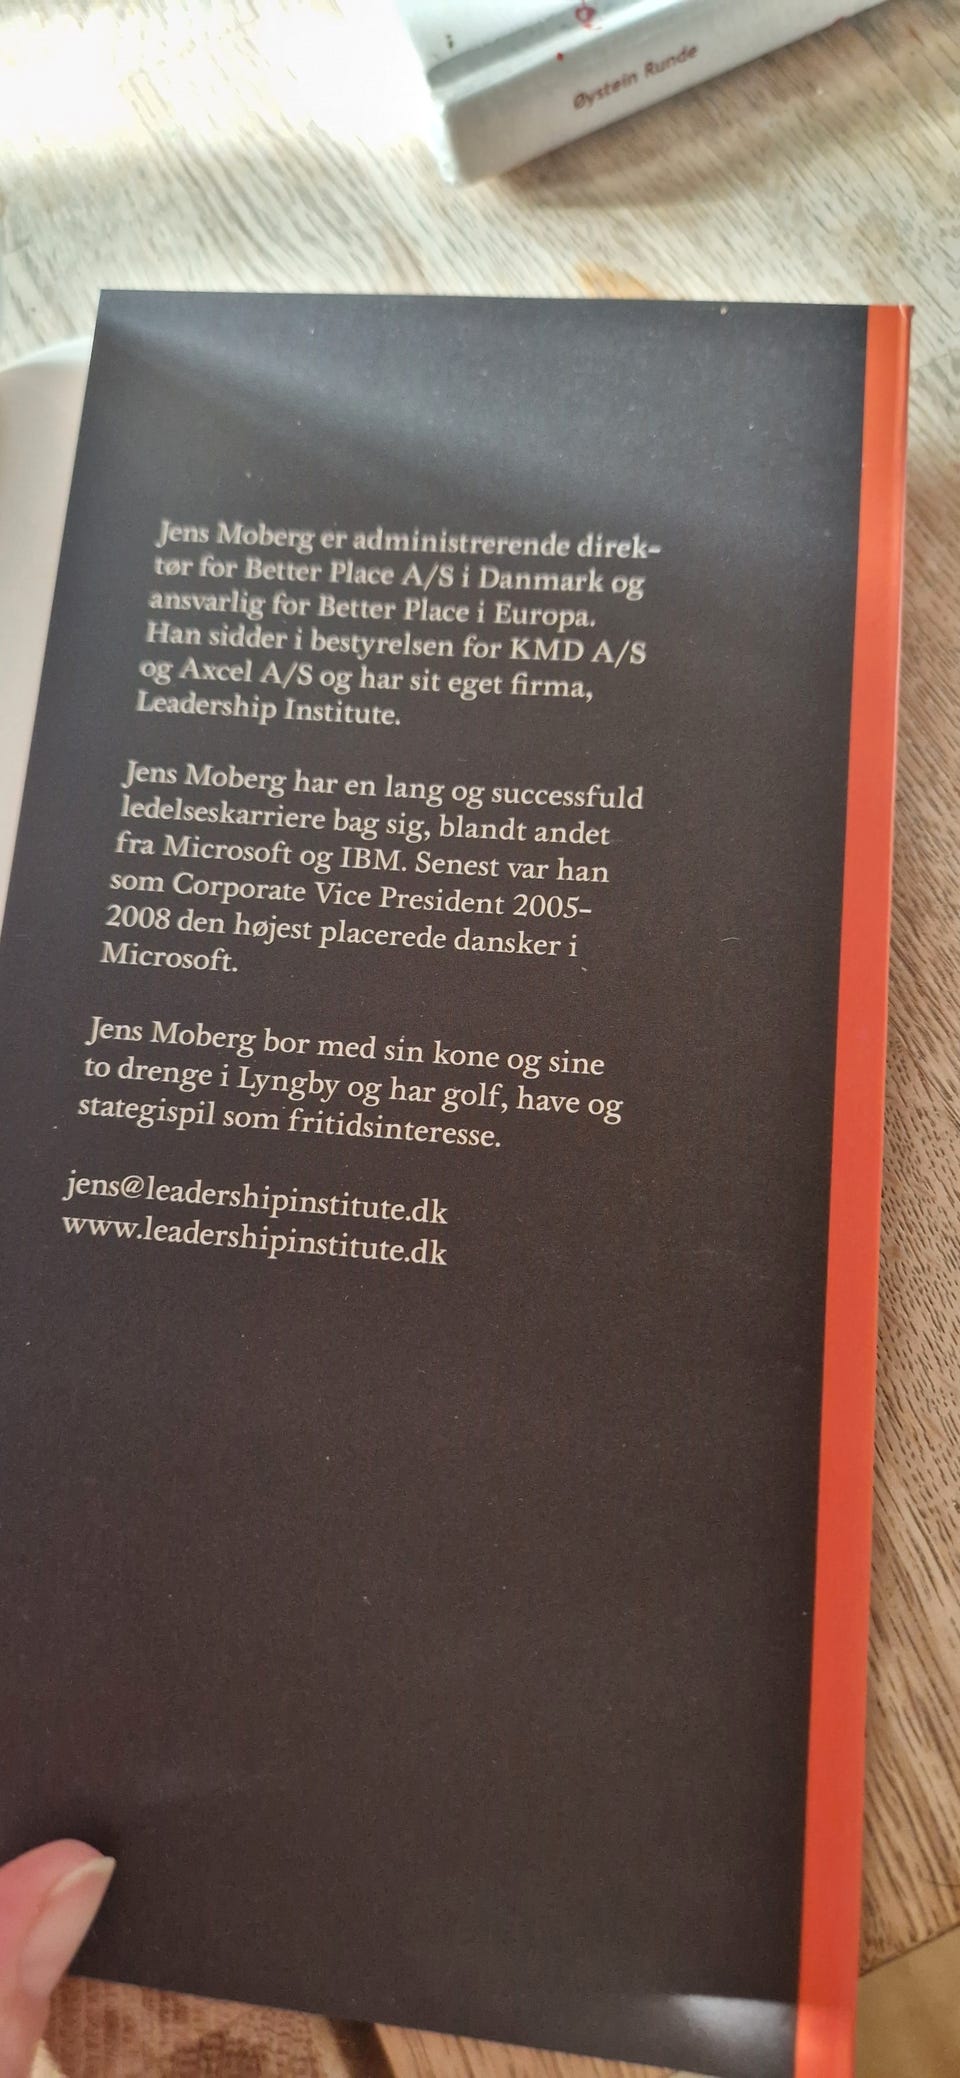 Øystein Runde
Jens Moberg er administrerende direk-
tør for Better Place A/S i Danmark og
ansvarlig for Better Place i Europa.
Han sidder i bestyrelsen for KMD A/S
og Axcel A/S og har sit eget firma,
Leadership Institute.
Jens Moberg har en lang og successfuld
ledelseskarriere bag sig, blandt andet
fra Microsoft og IBM. Senest var han
som Corporate Vice President 2005-
2008 den højest placerede dansker i
Microsoft.
Jens Moberg bor med sin kone og sine
to drenge i Lyngby og har golf, have og
stategispil som fritidsinteresse.
jens@leadershipinstitute.dk
www.leadershipinstitute.dk